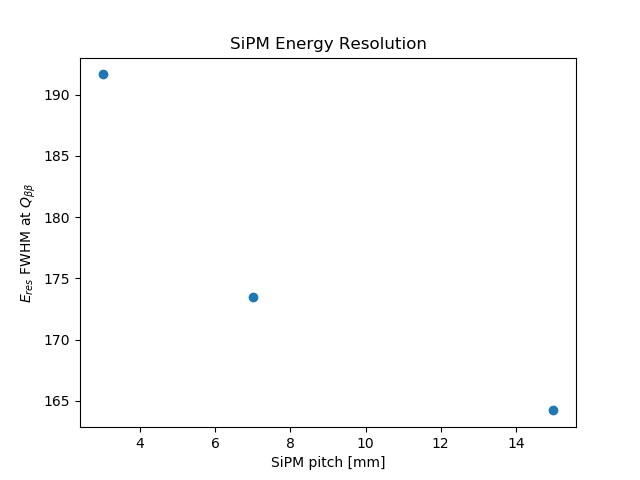 SiPM Energy Resolution
E_res FWHM at Q_ββ
190
185
180
175
170
165
4 6 8 10 12 14
SiPM pitch [mm]